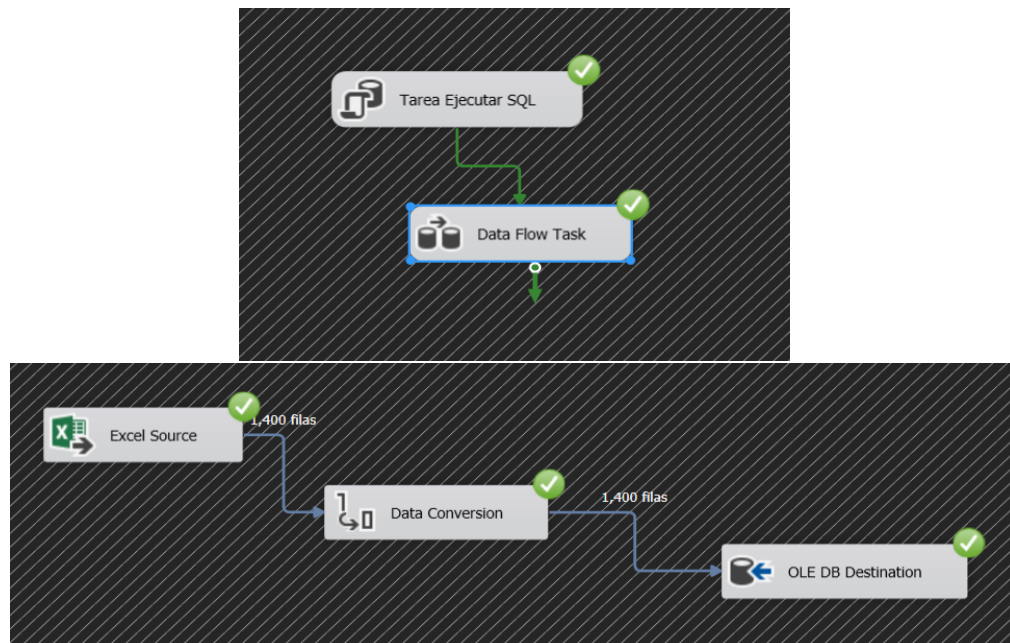 Tarea Ejecutar SQL
Data Flow Task
Excel Source
1,400 filas
Data Conversion
1,400 filas
OLE DB Destination